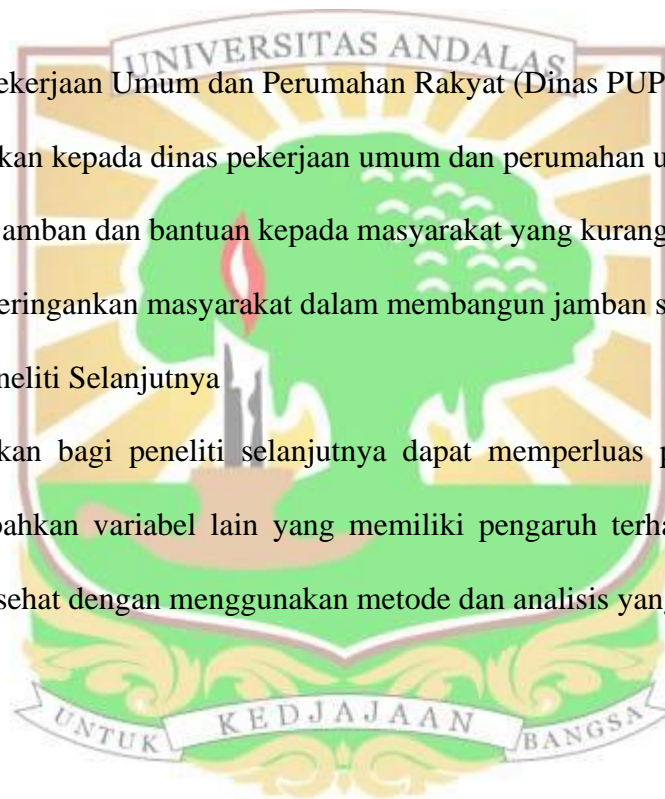 UNIVERSITAS ANDALAS
ekerjaan Umum dan Perumahan Rakyat (Dinas PUP
kan kepada dinas pekerjaan umum dan perumahan u
amban dan bantuan kepada masyarakat yang kurang
eringankan masyarakat dalam membangun jamban s
neliti Selanjutnya
kan bagi peneliti selanjutnya dapat memperluas p
bahkan variabel lain yang memiliki pengaruh terha
sehat dengan menggunakan metode dan analisis yang
UNTUK KEDJAJAAN BANGSA